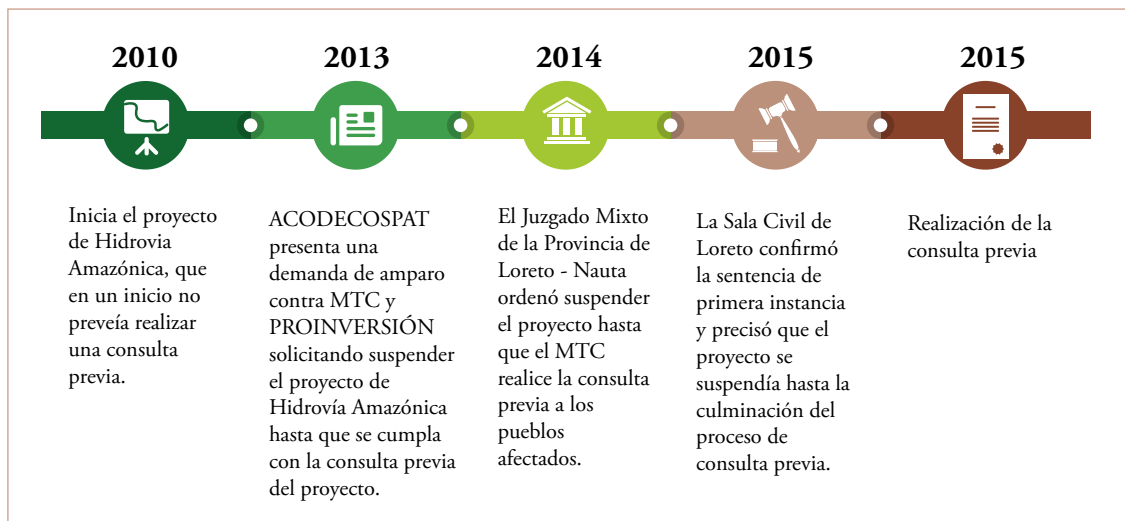 2010
Inicia el proyecto
de Hidrovia
Amazónica, que
en un inicio no
preveía realizar
una consulta
previa.
2013
ACODECOSPAT
presenta una
demanda de amparo
contra MTC y
PROINVERSIÓN
solicitando suspender
el proyecto de
Hidrovía Amazónica
hasta que se cumpla
con la consulta previa
del proyecto.
2014
El Juzgado Mixto
de la Provincia de
Loreto - Nauta
ordenó suspender
el proyecto hasta
que el MTC
realice la consulta
previa a los
pueblos
afectados.
2015
La Sala Civil de
Loreto confirmó
la sentencia de
primera instancia
y precisó que el
proyecto se
suspendía hasta la
culminación del
proceso de
consulta previa.
2015
Realización de la
consulta previa